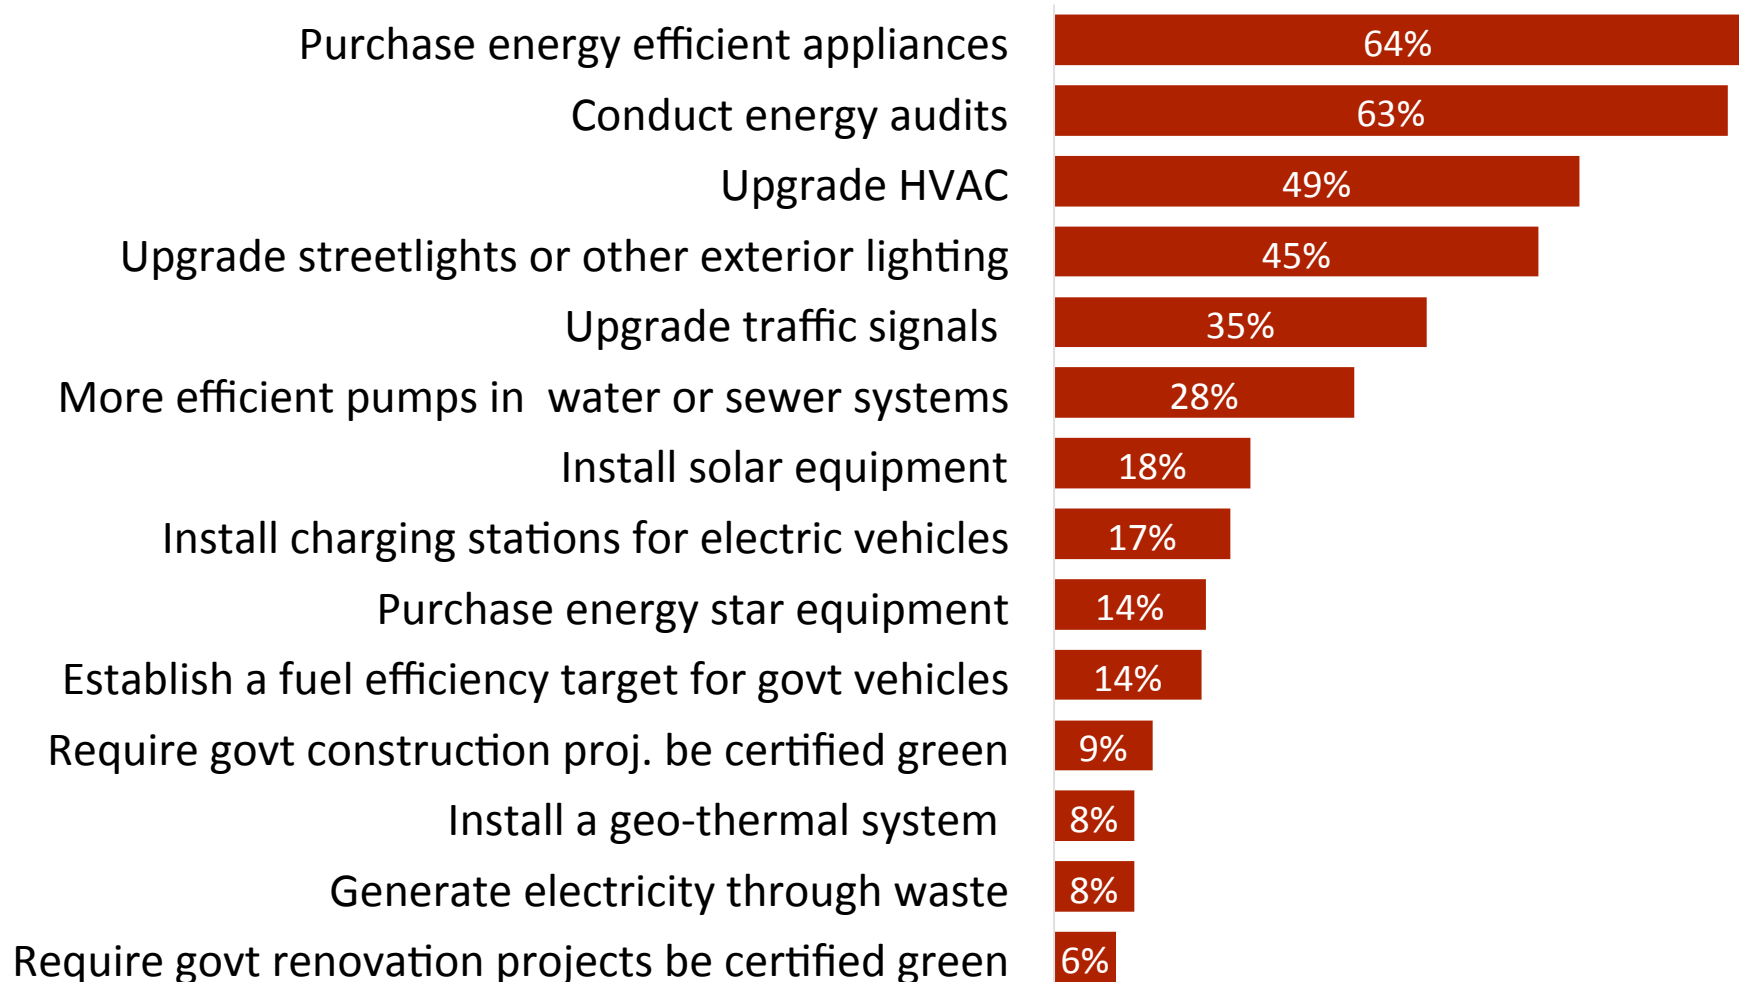 Purchase energy efficient appliances 64%
Conduct energy audits 63%
Upgrade HVAC 49%
Upgrade streetlights or other exterior lighting 45%
Upgrade traffic signals 35%
More efficient pumps in  water or sewer systems 28%
Install solar equipment 18%
Install charging stations for electric vehicles 17%
Purchase energy star equipment 14%
Establish a fuel efficiency target for govt vehicles 14%
Require govt construction proj. be certified green 9%
Install a geo-thermal system 8%
Generate electricity through waste 8%
Require govt renovation projects be certified green 6%